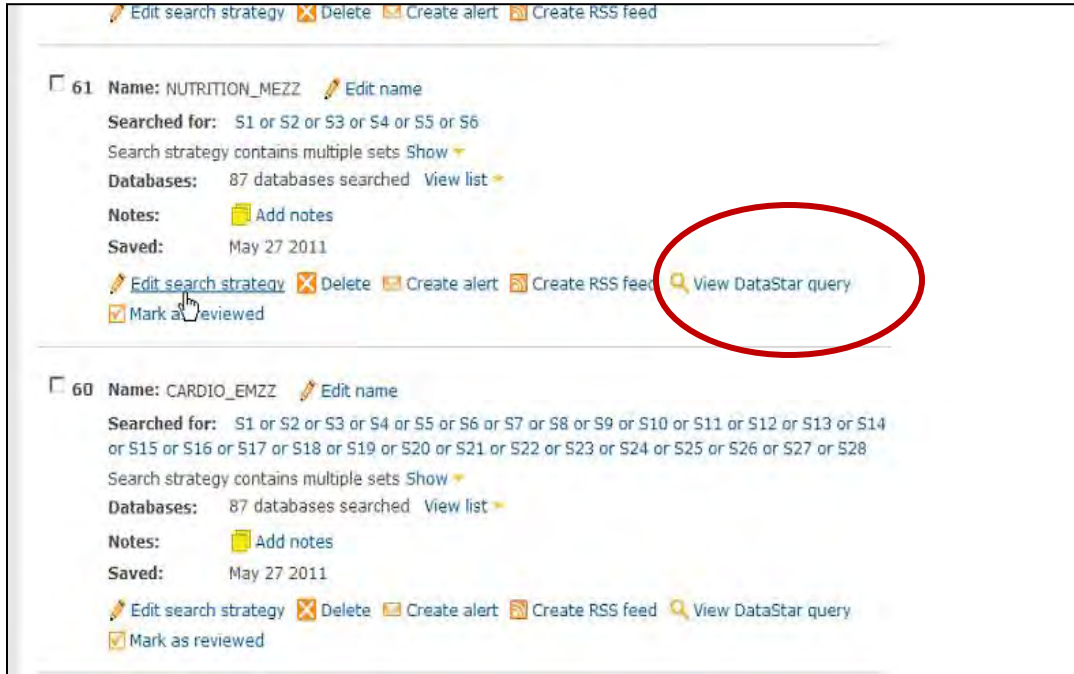 Edit search strategy Delete Create alert Create RSS feed
61 Name: NUTRITION_MEZZ Edit name
Searched for: S1 or S2 or S3 or S4 or S5 or S6
Search strategy contains multiple sets Show
Databases: 87 databases searched View list
Notes: Add notes
Saved: May 27 2011
Edit search strategy Delete Create alert Create RSS feed View DataStar query
Mark as reviewed
60 Name: CARDIO_EMZZ Edit name
Searched for: S1 or S2 or S3 or S4 or S5 or S6 or S7 or S8 or S9 or S10 or S11 or S12 or S13 or S14
or S15 or S16 or S17 or S18 or S19 or S20 or S21 or S22 or S23 or S24 or S25 or S26 or S27 or S28
Search strategy contains multiple sets Show
Databases: 87 databases searched View list
Notes: Add notes
Saved: May 27 2011
Edit search strategy Delete Create alert Create RSS feed View DataStar query
Mark as reviewed